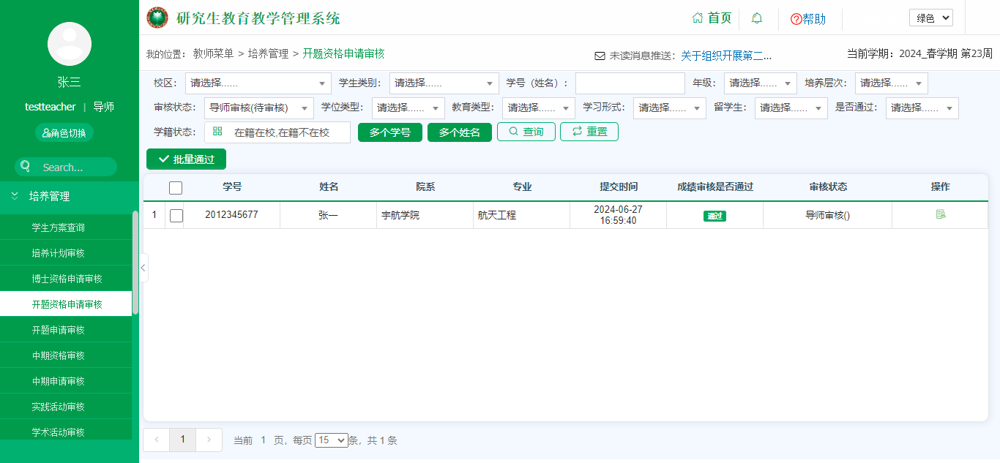 研究生教育教学管理系统
首页
帮助
绿色
张三
testteacher | 导师
角色切换
Search...
培养管理
学生方案查询
培养计划审核
博士资格申请审核
开题资格申请审核
开题申请审核
中期资格审核
中期申请审核
实践活动审核
学术活动审核
我的位置： 教师菜单 > 培养管理 > 开题资格申请审核
未读消息推送：关于组织开展第二...
当前学期：2024_春学期 第23周
校区： 请选择...... 学生类别： 请选择...... 学号（姓名）： 年级： 请选择...... 培养层次： 请选择......
审核状态： 导师审核(待审核) 学位类型： 请选择...... 教育类型： 请选择...... 学习形式： 请选择...... 留学生： 请选择...... 是否通过： 请选择......
学籍状态： 在籍在校,在籍不在校 多个学号 多个姓名 查询 重置
批量通过
学号 姓名 院系 专业 提交时间 成绩审核是否通过 审核状态 操作
1 2012345677 张一 宇航学院 航天工程 2024-06-27 16:59:40 通过 导师审核()
< 1 > 当前 1 页，每页 15 条，共 1 条